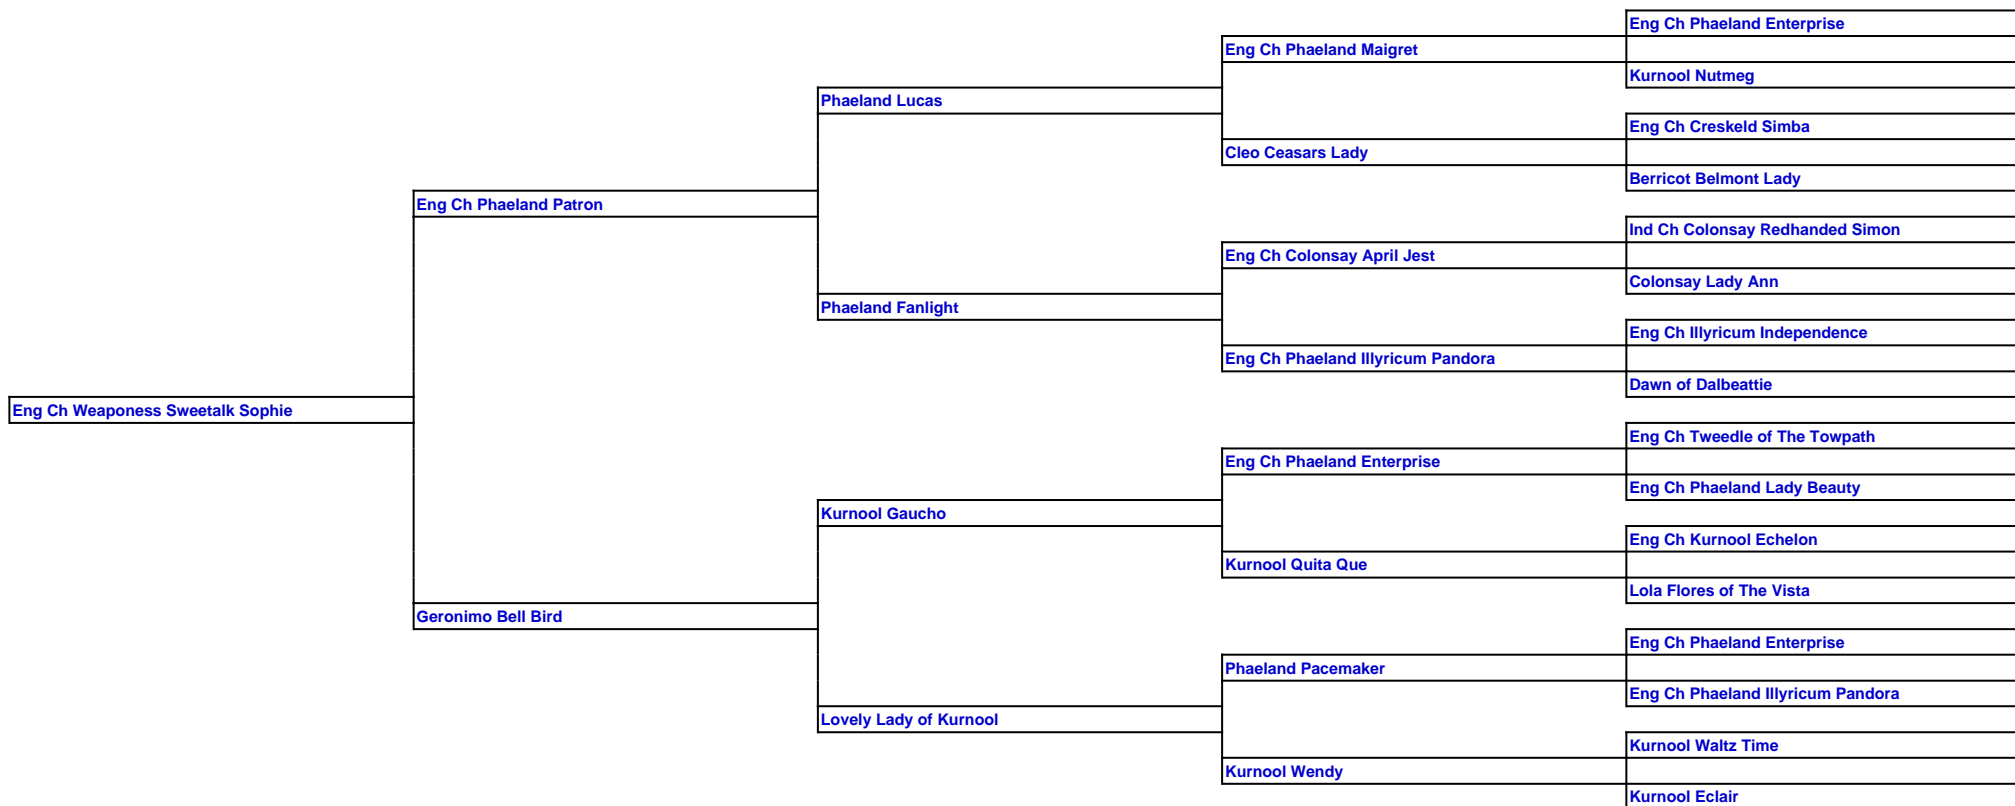 Eng Ch Phaeland Enterprise
Eng Ch Phaeland Maigret
Kurnool Nutmeg
Phaeland Lucas
Eng Ch Creskeld Simba
Cleo Ceasars Lady
Berricot Belmont Lady
Eng Ch Phaeland Patron
Ind Ch Colonsay Redhanded Simon
Eng Ch Colonsay April Jest
Colonsay Lady Ann
Phaeland Fanlight
Eng Ch Illyricum Independence
Eng Ch Phaeland Illyricum Pandora
Dawn of Dalbeattie
Eng Ch Weaponess Sweetalk Sophie
Eng Ch Tweedle of The Towpath
Eng Ch Phaeland Enterprise
Eng Ch Phaeland Lady Beauty
Kurnool Gaucho
Eng Ch Kurnool Echelon
Kurnool Quita Que
Lola Flores of The Vista
Geronimo Bell Bird
Eng Ch Phaeland Enterprise
Phaeland Pacemaker
Eng Ch Phaeland Illyricum Pandora
Lovely Lady of Kurnool
Kurnool Waltz Time
Kurnool Wendy
Kurnool Eclair